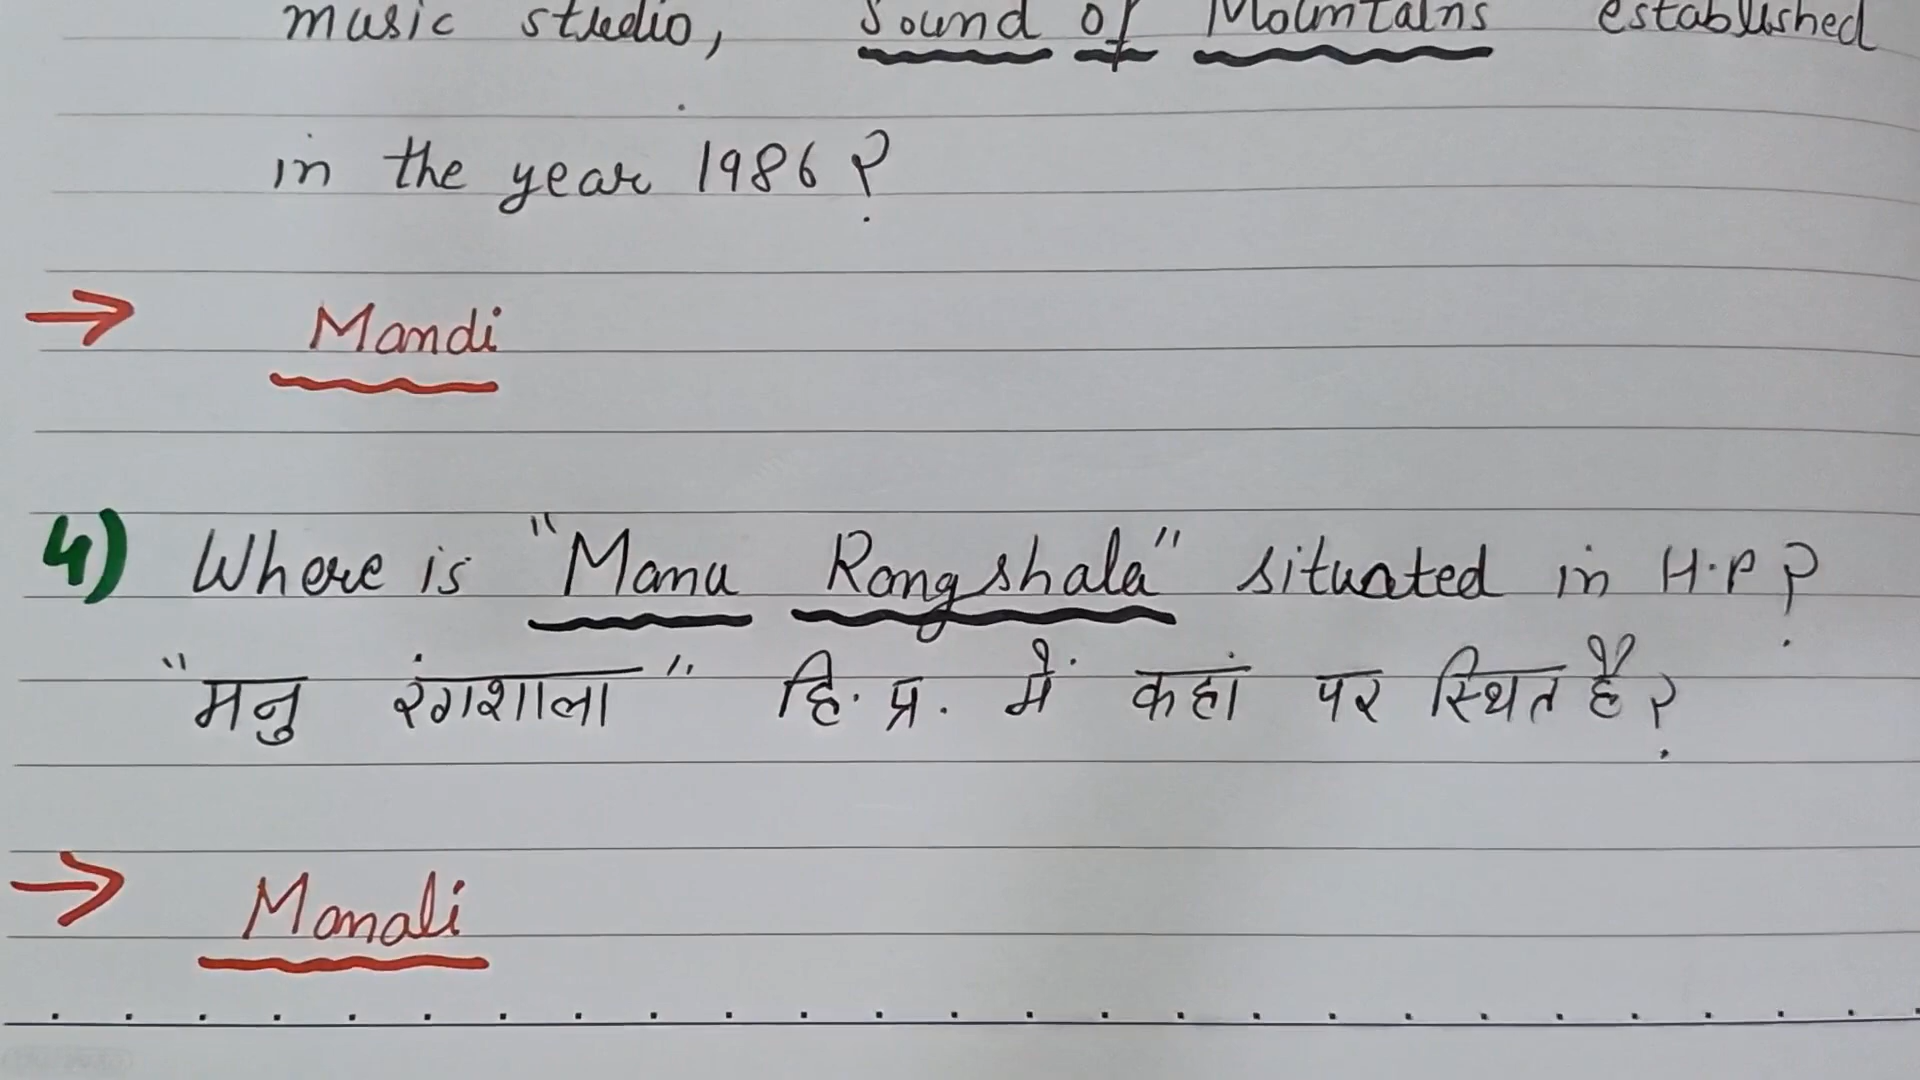 music studio, Sound of Mountains established
in the year 1986?
→ Mandi
4) Where is "Manu Rangshala" situated in H.P?
"मनु रंगशाला" हि. प्र. में कहां पर स्थित है?
→ Manali